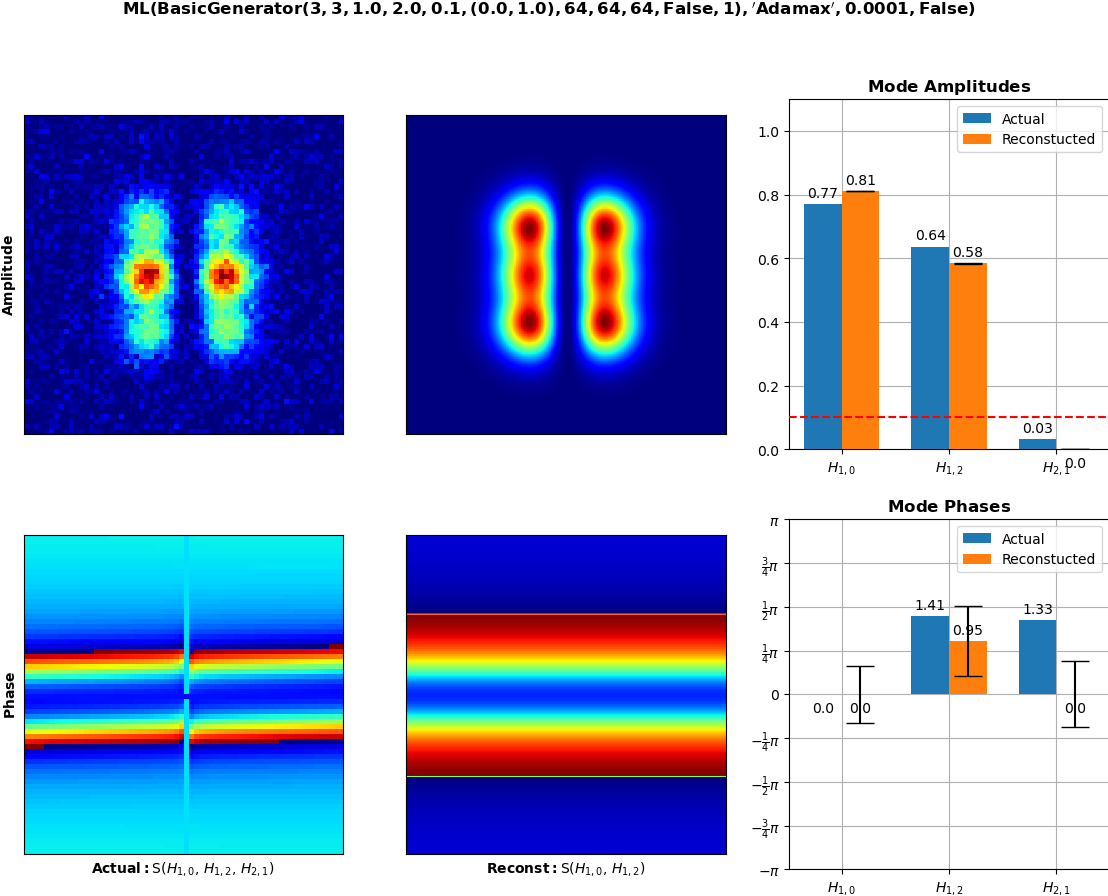 ML(BasicGenerator(3, 3, 1.0, 2.0, 0.1, (0.0, 1.0), 64, 64, 64, False, 1), 'Adamax', 0.0001, False)
Amplitude
Mode Amplitudes
Actual
Reconstucted
1.0
0.8
0.6
0.4
0.2
0.0
0.77
0.81
0.64
0.58
0.03
0.0
H1,0
H1,2
H2,1
Phase
Actual: S(H1,0, H1,2, H2,1)
Reconst: S(H1,0, H1,2)
Mode Phases
Actual
Reconstucted
π
3/4π
1/2π
1/4π
0
−1/4π
−1/2π
−3/4π
−π
0.0
0.0
1.41
0.95
1.33
0.0
H1,0
H1,2
H2,1